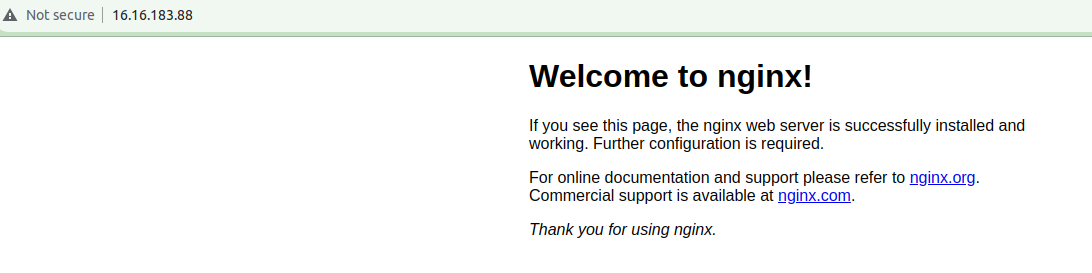 Not secure 16.16.183.88
Welcome to nginx!
If you see this page, the nginx web server is successfully installed and
working. Further configuration is required.
For online documentation and support please refer to nginx.org.
Commercial support is available at nginx.com.
Thank you for using nginx.